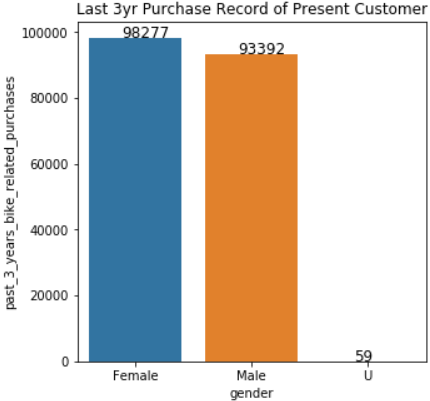 Last 3yr Purchase Record of Present Customer
past_3_years_bike_related_purchases
100000
80000
60000
40000
20000
0
98277
93392
59
Female
Male
U
gender